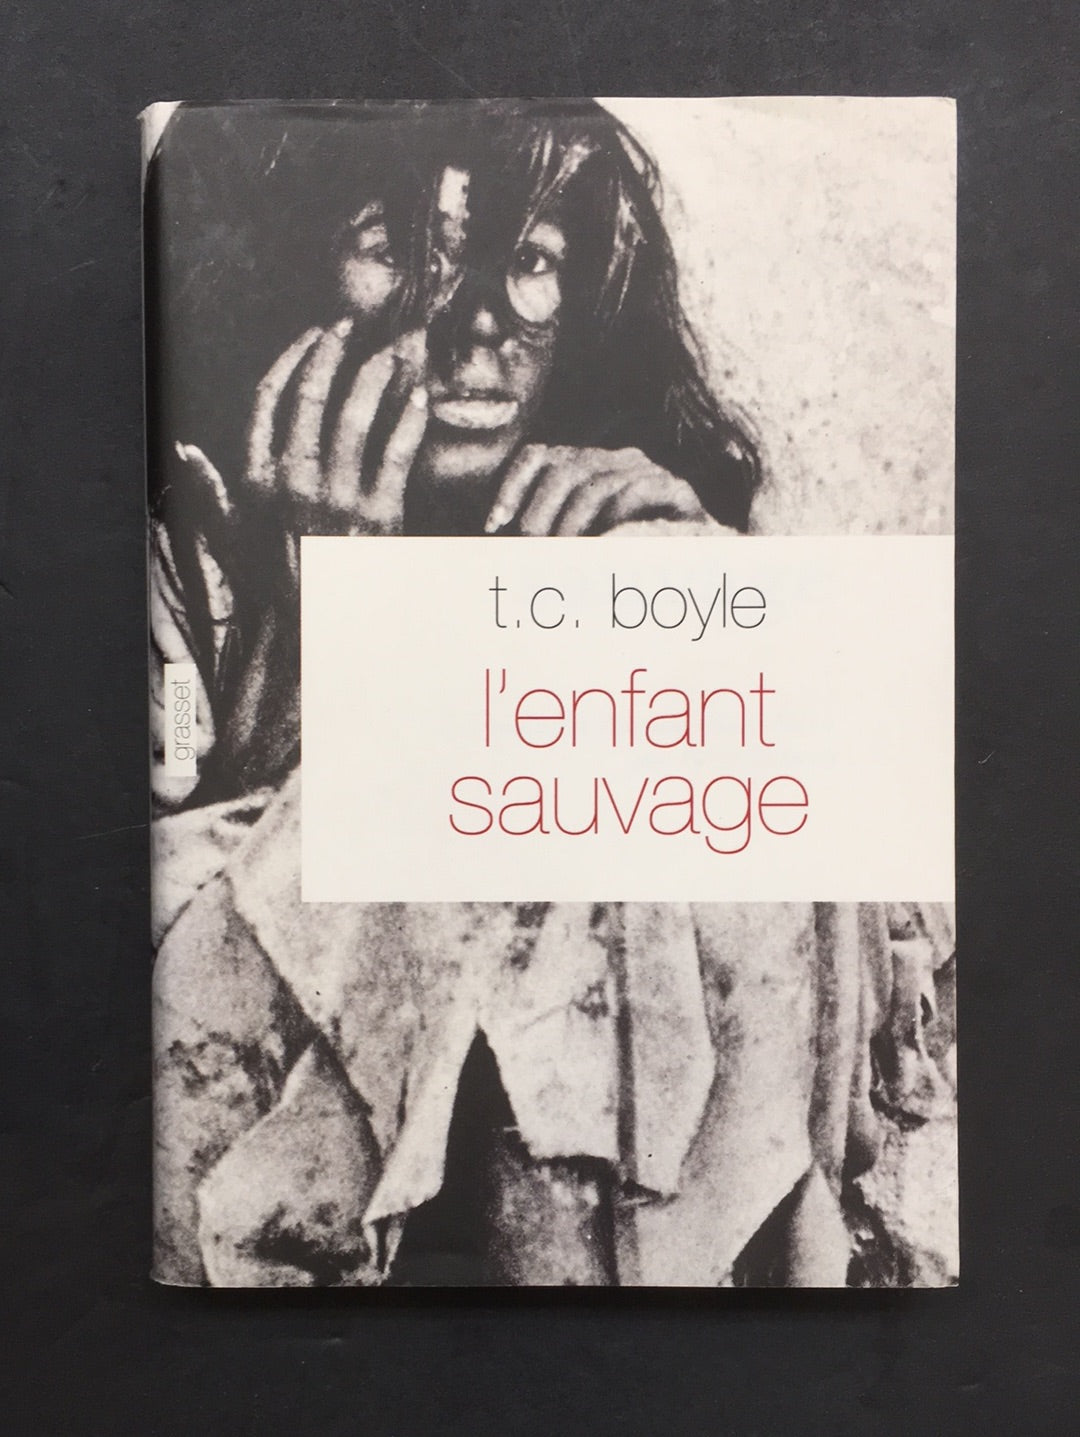 t.c. boyle
l'enfant
sauvage
grasset